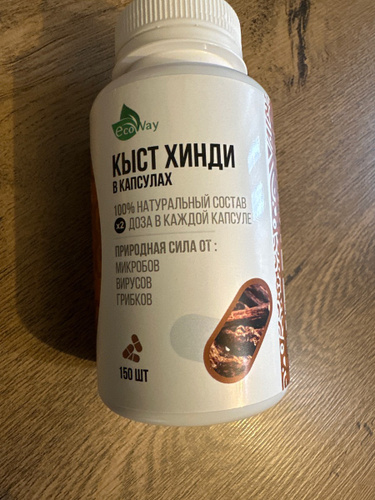 ecoWay
КЫСТ ХИНДИ
В КАПСУЛАХ
100% НАТУРАЛЬНЫЙ СОСТАВ
x2 ДОЗА В КАЖДОЙ КАПСУЛЕ
ПРИРОДНАЯ СИЛА ОТ :
МИКРОБОВ
ВИРУСОВ
ГРИБКОВ
150 ШТ